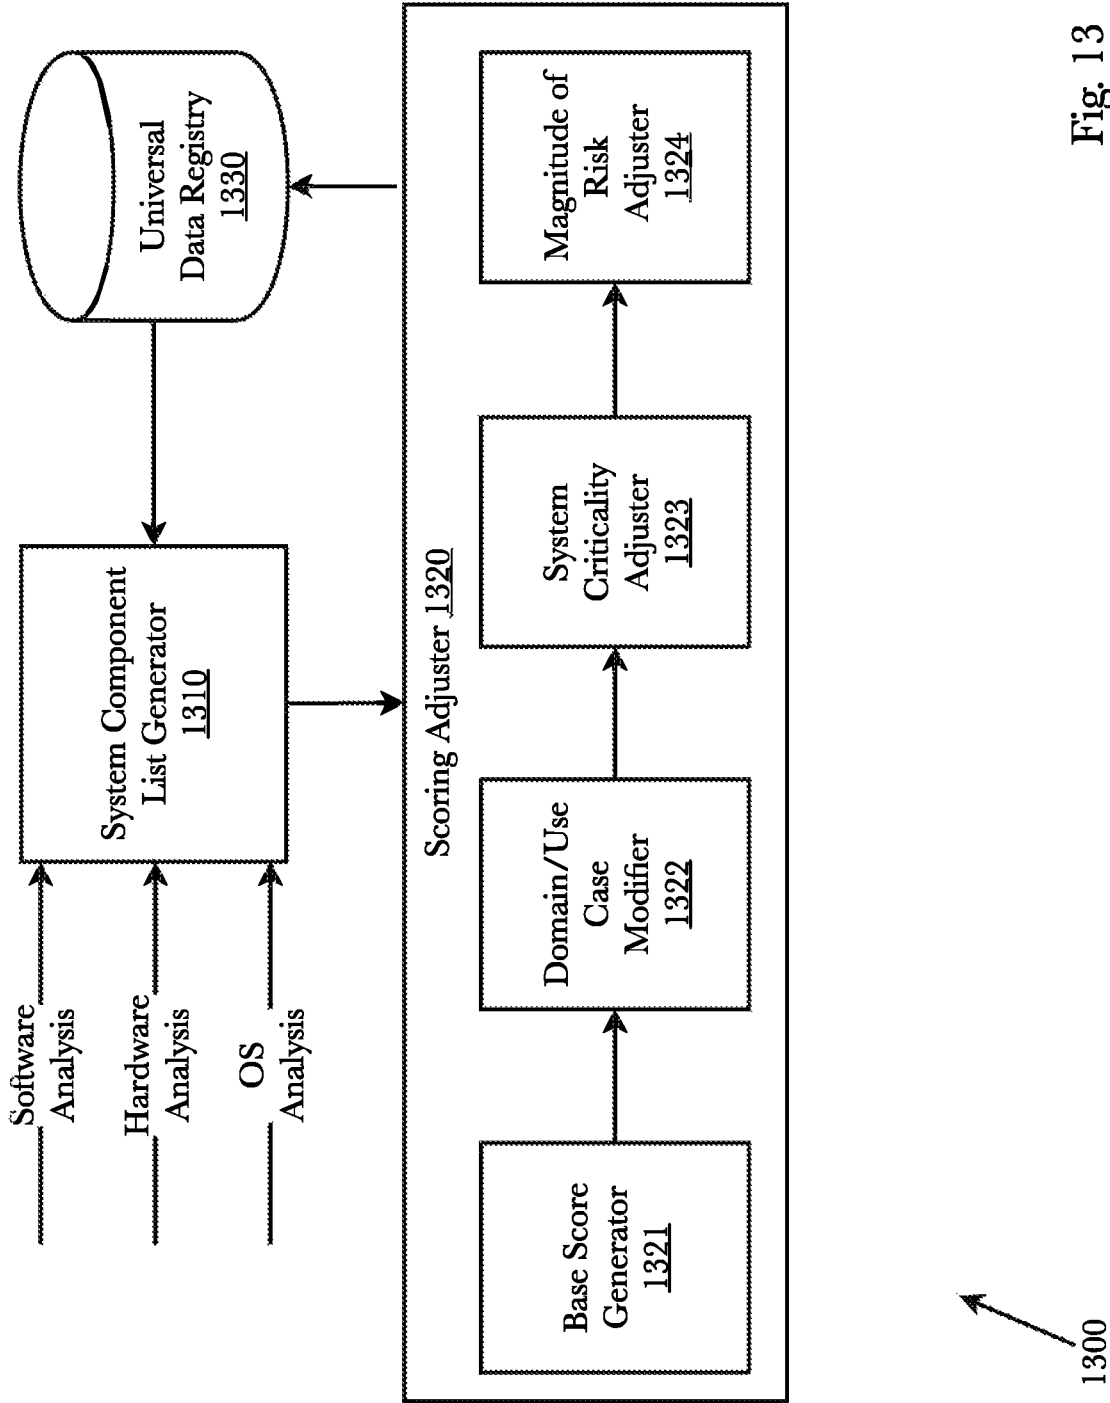 Software
Analysis
Hardware
Analysis
OS
Analysis
System Component
List Generator
1310
Universal
Data Registry
1330
Scoring Adjuster 1320
Base Score
Generator
1321
Domain/Use
Case
Modifier
1322
System
Criticality
Adjuster
1323
Magnitude of
Risk
Adjuster
1324
1300
Fig. 13